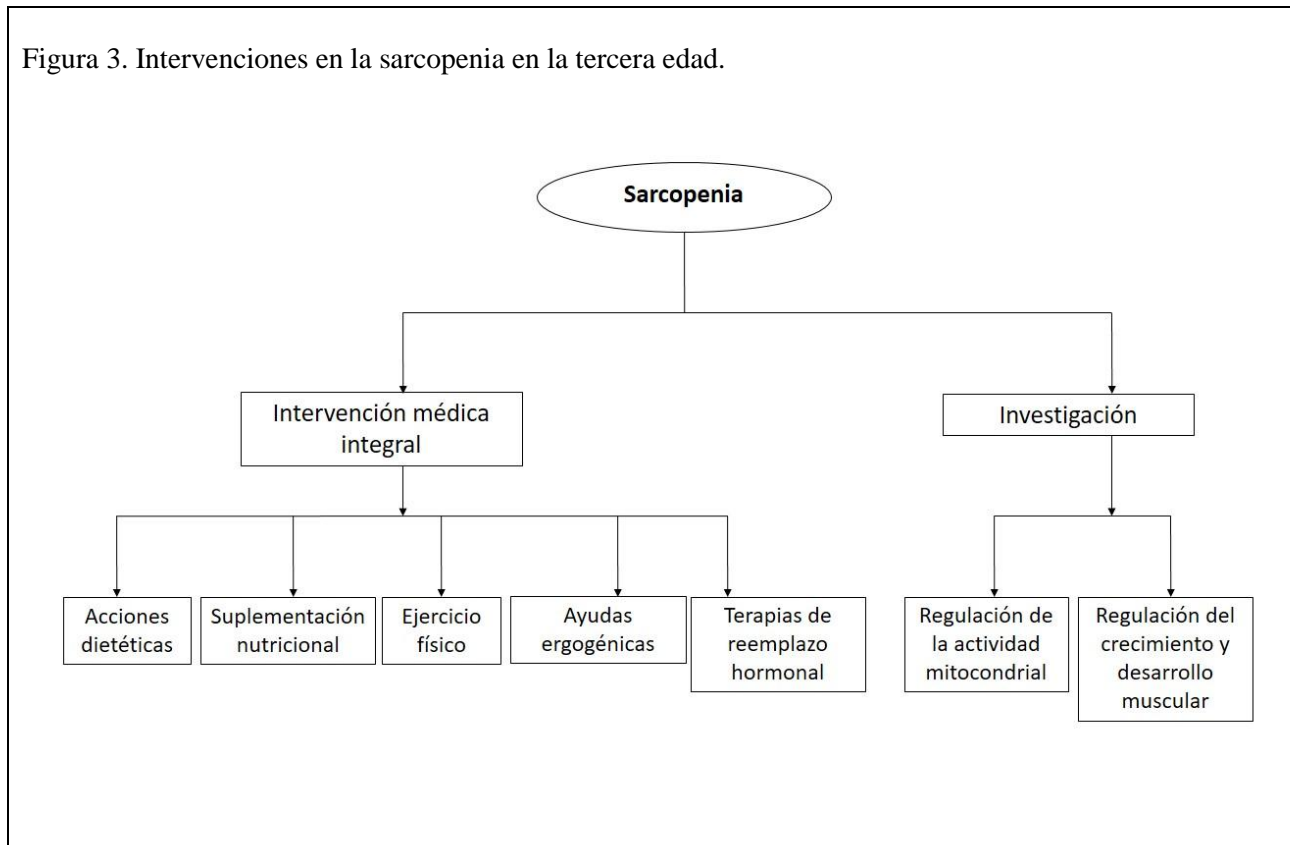 Figura 3. Intervenciones en la sarcopenia en la tercera edad.
Sarcopenia
Intervención médica
integral
Investigación
Acciones
dietéticas
Suplementación
nutricional
Ejercicio
físico
Ayudas
ergogénicas
Terapias de
reemplazo
hormonal
Regulación de
la actividad
mitocondrial
Regulación del
crecimiento y
desarrollo
muscular